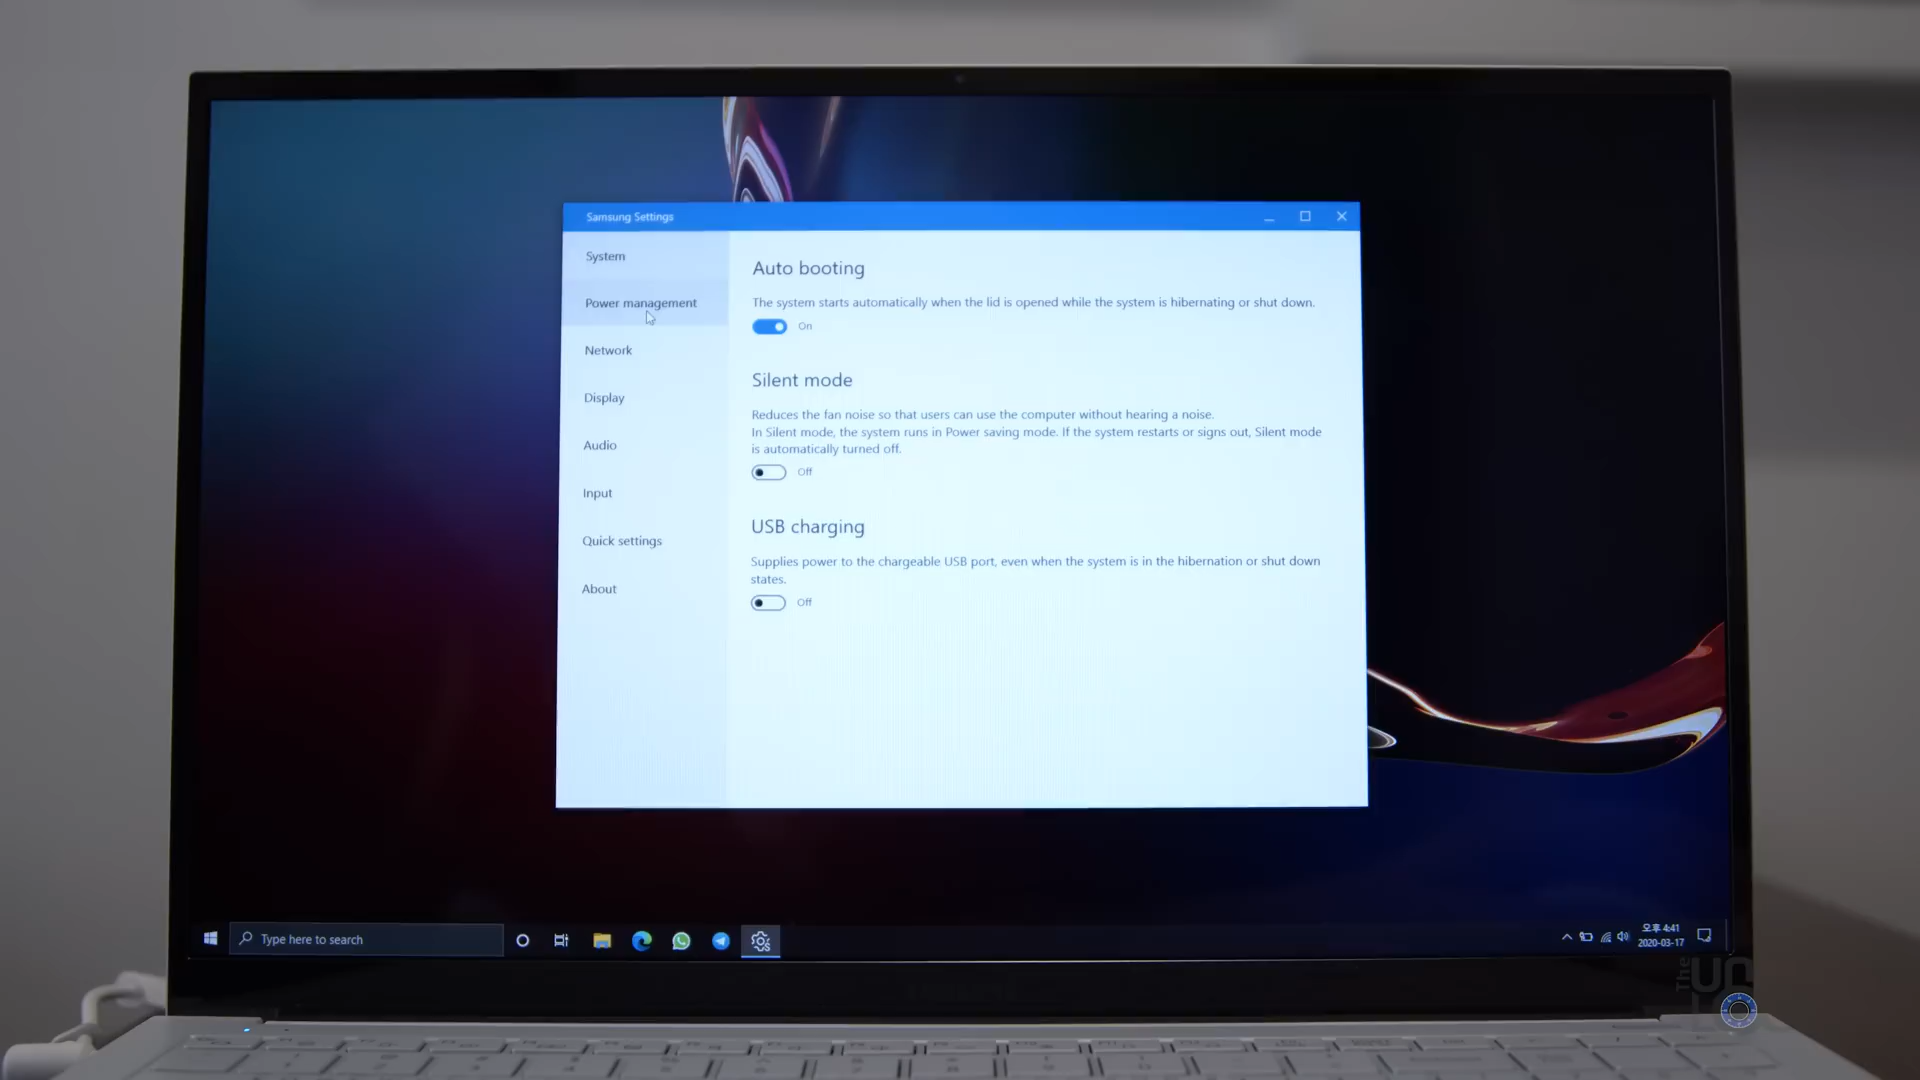 Samsung Settings
System
Power management
Network
Display
Audio
Input
Quick settings
About
Auto booting
The system starts automatically when the lid is opened while the system is hibernating or shut down.
On
Silent mode
Reduces the fan noise so that users can use the computer without hearing a noise.
In Silent mode, the system runs in Power saving mode. If the system restarts or signs out, Silent mode
is automatically turned off.
Off
USB charging
Supplies power to the chargeable USB port, even when the system is in the hibernation or shut down
states.
Off
Type here to search
오후 4:41
2020-03-17
The